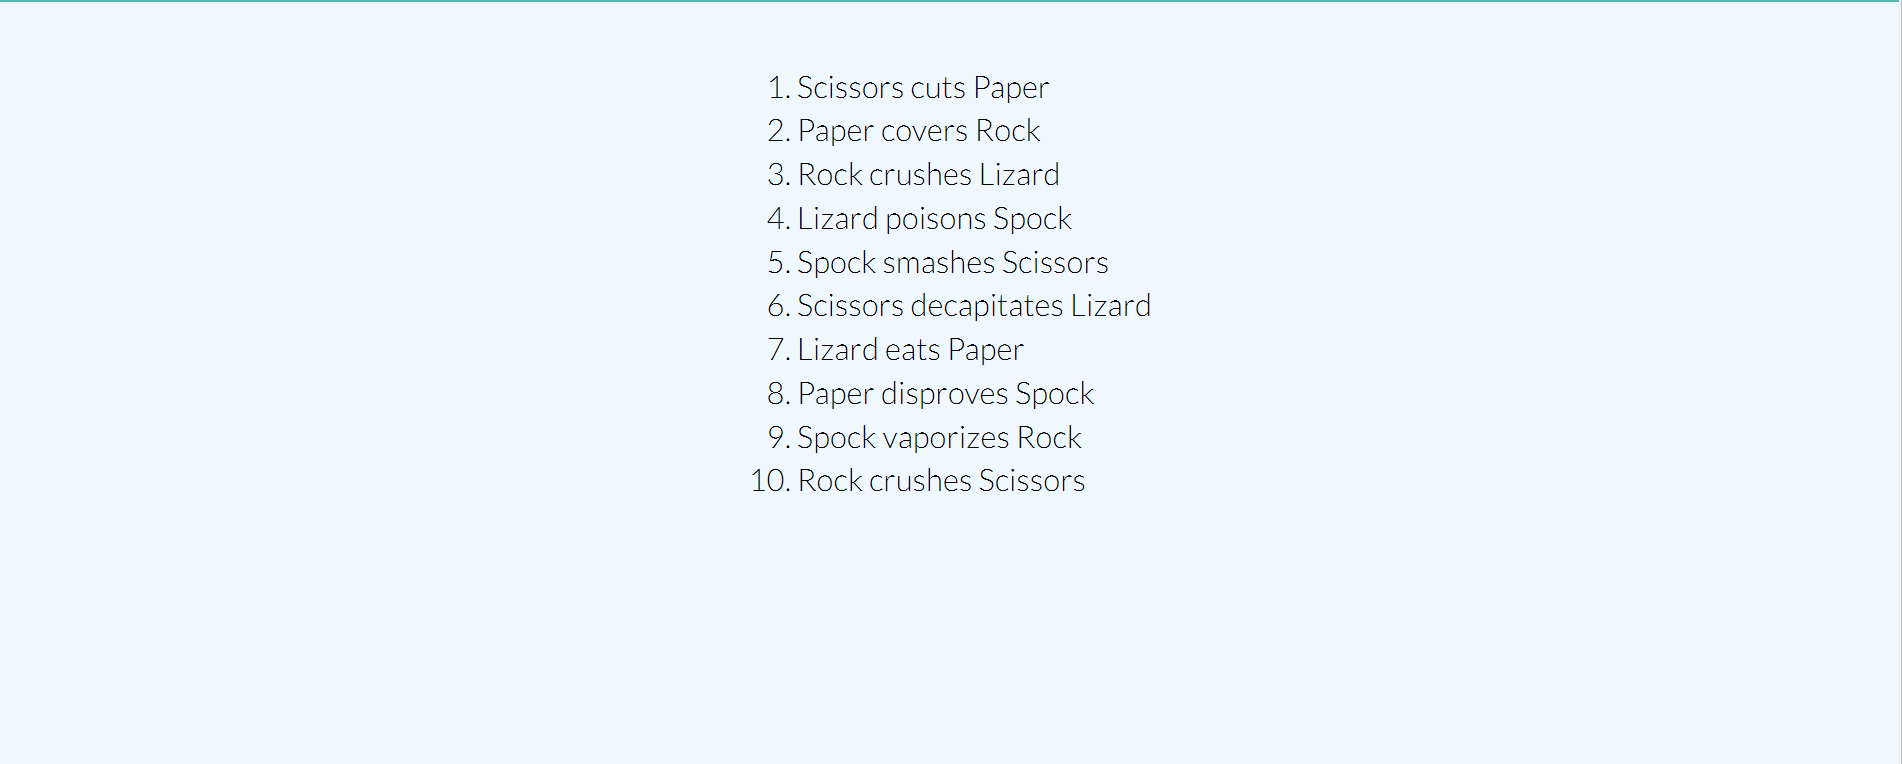 1. Scissors cuts Paper
2. Paper covers Rock
3. Rock crushes Lizard
4. Lizard poisons Spock
5. Spock smashes Scissors
6. Scissors decapitates Lizard
7. Lizard eats Paper
8. Paper disproves Spock
9. Spock vaporizes Rock
10. Rock crushes Scissors